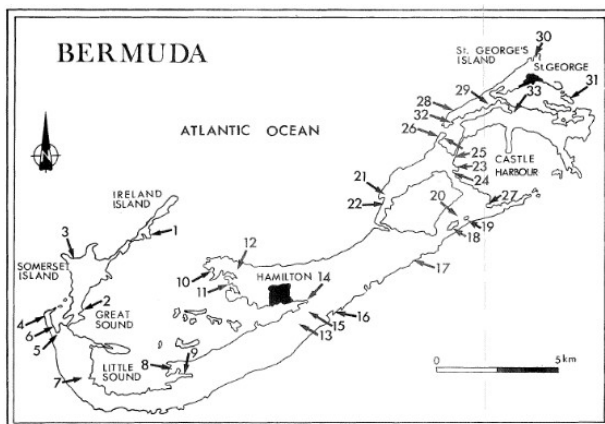 BERMUDA
30
ST. GEORGE'S
ISLAND
ST.GEORGE
29
31
28
33
32
26
ATLANTIC OCEAN
25
CASTLE
HARBOUR
23
24
21
22
27
20
19
18
IRELAND
ISLAND
1
3
12
17
SOMERSET
ISLAND
10
HAMILTON
14
11
2
GREAT
SOUND
4
6
5
16
15
13
8
9
LITTLE
SOUND
7
0
5
km